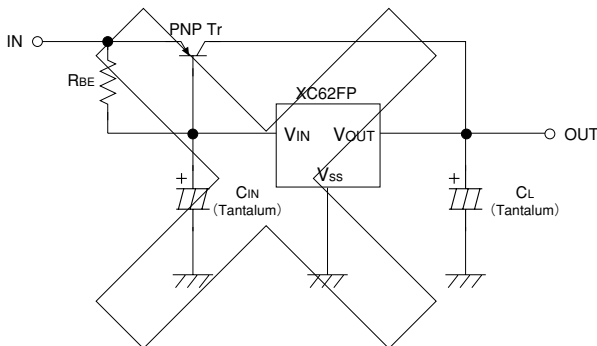 PNP Tr
IN
RBE
XC62FP
VIN
VOUT
OUT
VSS
+
CIN
(Tantalum)
+
CL
(Tantalum)